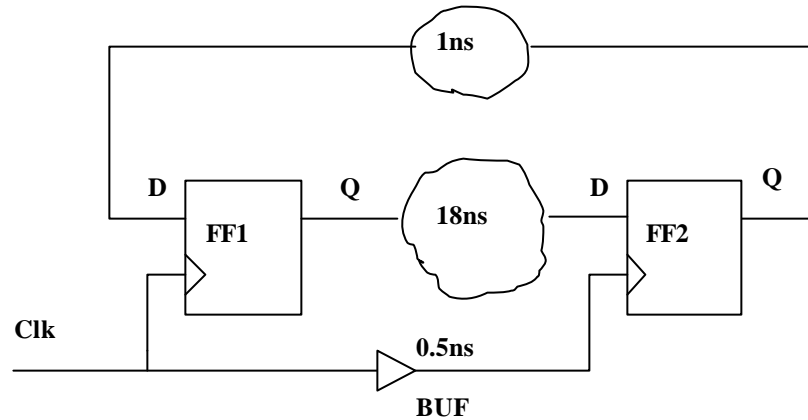 1ns
D Q D Q
FF1 18ns FF2
Clk 0.5ns
BUF